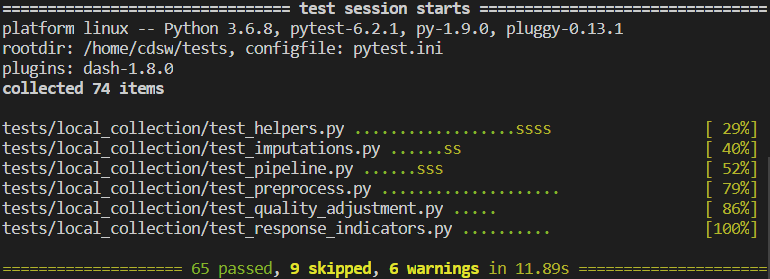 ================================ test session starts ================================
platform linux -- Python 3.6.8, pytest-6.2.1, py-1.9.0, pluggy-0.13.1
rootdir: /home/cdsw/tests, configfile: pytest.ini
plugins: dash-1.8.0
collected 74 items
tests/local_collection/test_helpers.py ..................ssss [ 29%]
tests/local_collection/test_imputations.py ......ss [ 40%]
tests/local_collection/test_pipeline.py ......sss [ 52%]
tests/local_collection/test_preprocess.py .................... [ 79%]
tests/local_collection/test_quality_adjustment.py ..... [ 86%]
tests/local_collection/test_response_indicators.py .......... [100%]
==================== 65 passed, 9 skipped, 6 warnings in 11.89s =====================